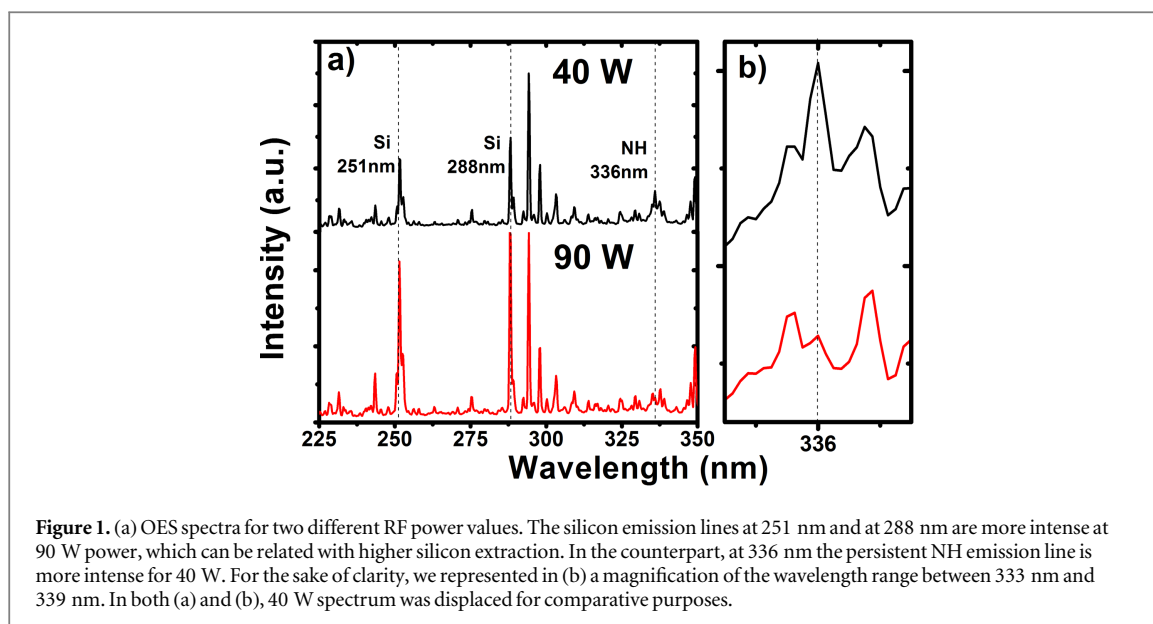 a)
40 W
b)
Si
251nm
Si
288nm
NH
336nm
90 W
Intensity (a.u.)
225 250 275 300 325 350
336
Wavelength (nm)
Figure 1. (a) OES spectra for two different RF power values. The silicon emission lines at 251 nm and at 288 nm are more intense at
90 W power, which can be related with higher silicon extraction. In the counterpart, at 336 nm the persistent NH emission line is
more intense for 40 W. For the sake of clarity, we represented in (b) a magnification of the wavelength range between 333 nm and
339 nm. In both (a) and (b), 40 W spectrum was displaced for comparative purposes.